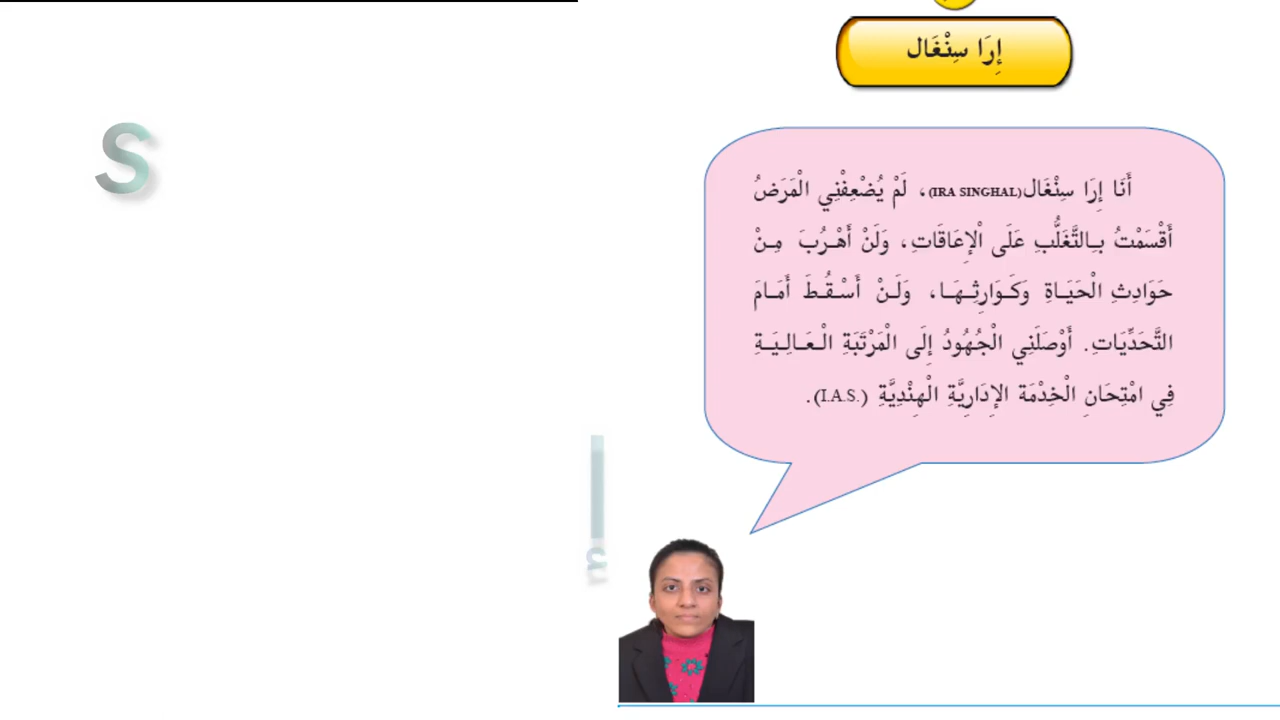 إِرَا سِنْغَال
S
أَنَا إِرَا سِنْغَال(IRA SINGHAL)، لَمْ يُضْعِفْنِي الْمَرَضُ
أَقْسَمْتُ بِالتَّغَلُّبِ عَلَى الْإِعَاقَاتِ، وَلَنْ أَهْرُبَ مِنْ
حَوَادِثِ الْحَيَاةِ وَكَوَارِثِهَا، وَلَنْ أَسْقُطَ أَمَامَ
التَّحَدِّيَاتِ. أَوْصَلَنِي الْجُهُودُ إِلَى الْمَرْتَبَةِ الْعَالِيَةِ
فِي امْتِحَانِ الْخِدْمَة الإِدَارِيَّةِ الْهِنْدِيَّةِ (I.A.S.).